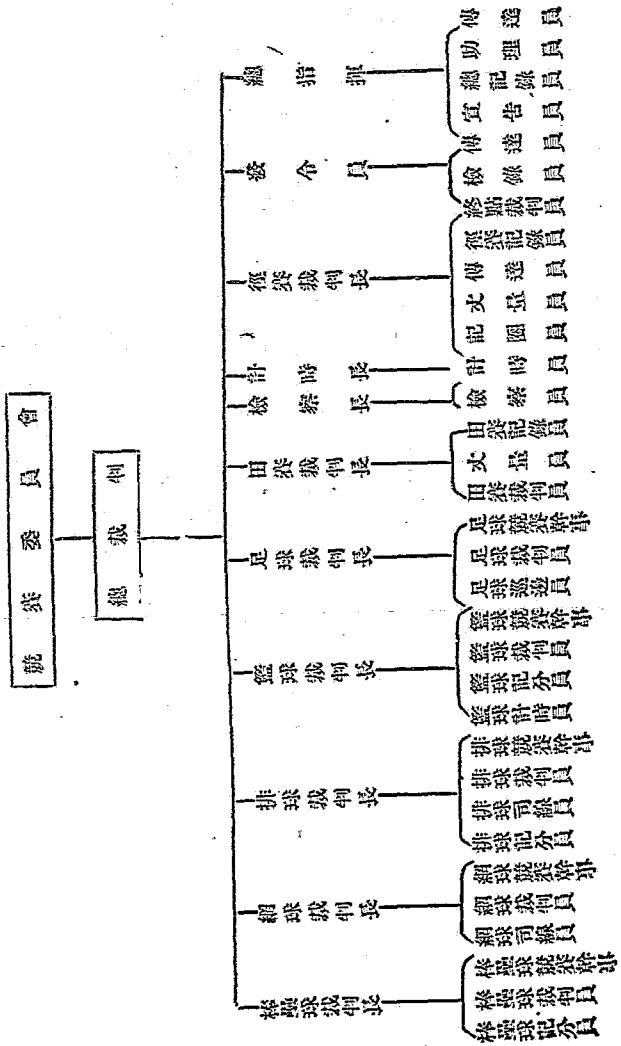 競賽委員會
總裁判
總指揮
發令員
徑賽裁判長
計時長
檢察長
田賽裁判長
足球裁判長
籃球裁判長
排球裁判長
網球裁判長
棒壘球裁判長
傳達員
助理員
總記錄員
宣告員
傳達員
檢錄員
終點裁判員
徑賽記錄員
傳達員
丈量員
記圈員
計時員
檢察員
田賽記錄員
丈量員
田賽裁判員
足球競賽幹事
足球裁判員
足球巡邊員
籃球競賽幹事
籃球裁判員
籃球記分員
籃球計時員
排球競賽幹事
排球裁判員
排球司線員
排球記分員
網球競賽幹事
網球裁判員
網球司線員
棒壘球競賽幹事
棒壘球裁判員
棒壘球記分員